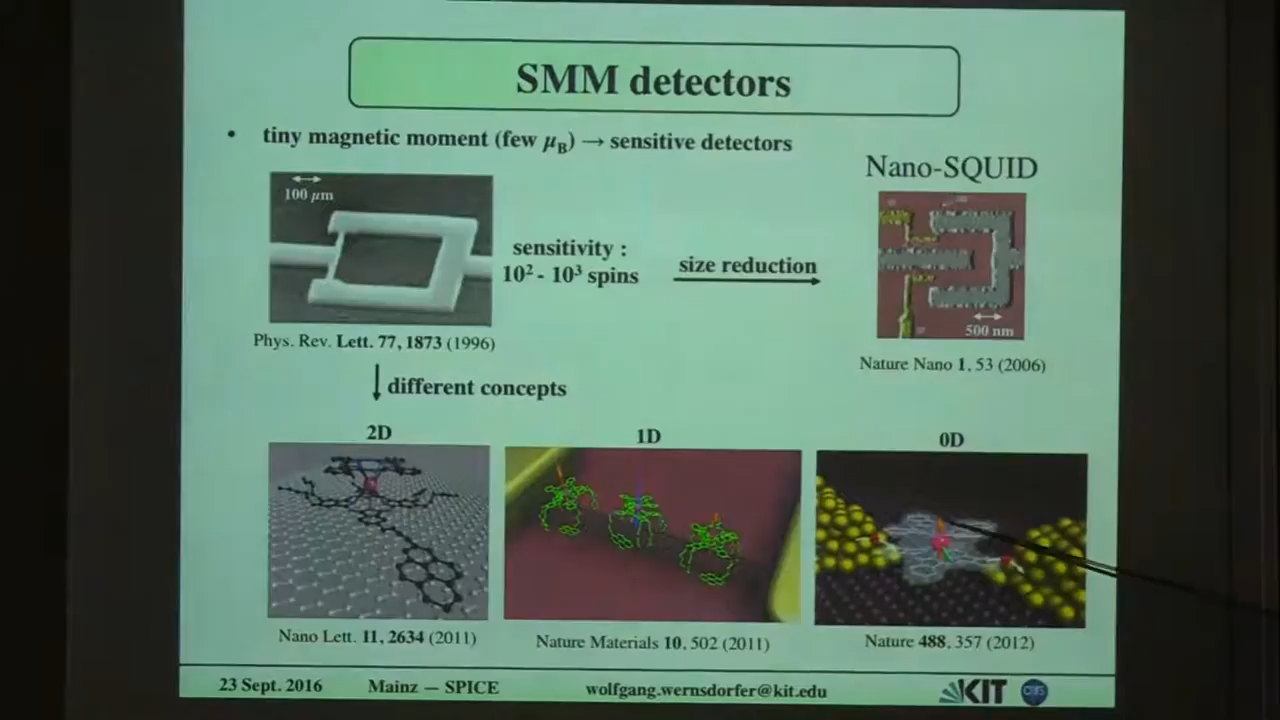 SMM detectors
• tiny magnetic moment (few μB) → sensitive detectors
Nano-SQUID
100 μm
sensitivity :
10² - 10³ spins
size reduction
500 nm
Phys. Rev. Lett. 77, 1873 (1996)
Nature Nano 1, 53 (2006)
different concepts
2D
1D
0D
Nano Lett. 11, 2634 (2011)
Nature Materials 10, 502 (2011)
Nature 488, 357 (2012)
23 Sept. 2016
Mainz — SPICE
wolfgang.wernsdorfer@kit.edu
KIT